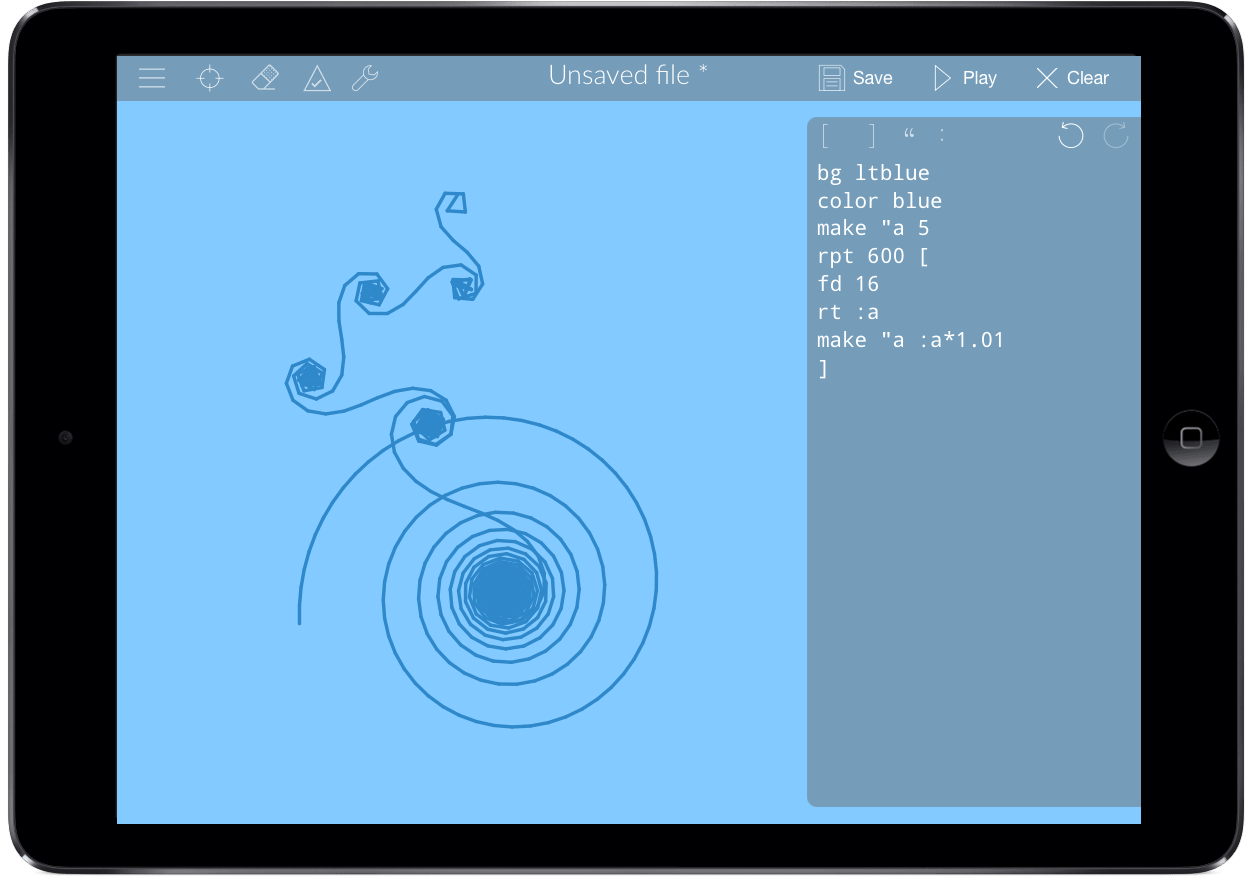 Unsaved file *
Save
Play
Clear
[ ] “ :
bg ltblue
color blue
make "a 5
rpt 600 [
fd 16
rt :a
make "a :a*1.01
]